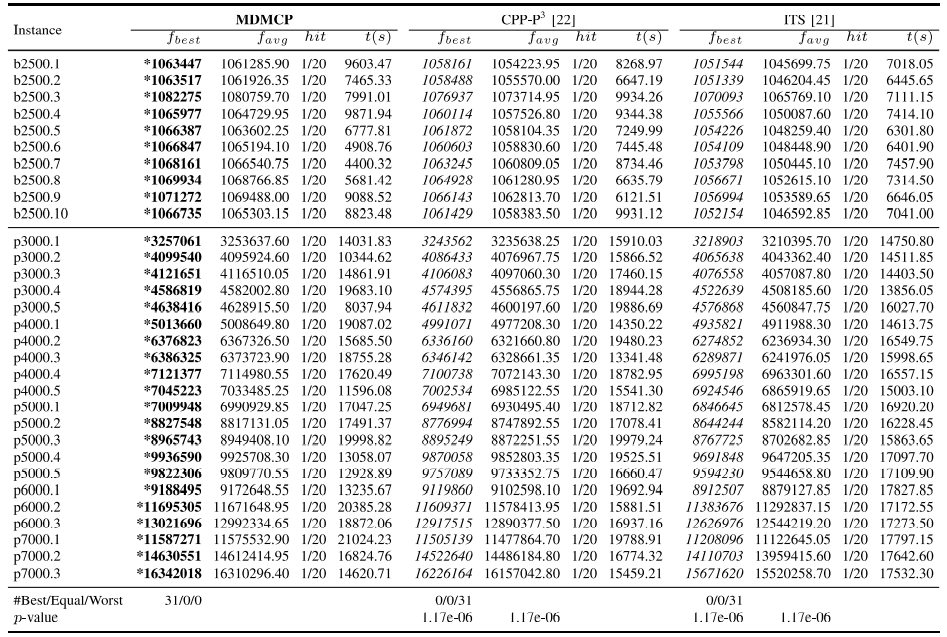 Instance MDMCP CPP-P³ [22] ITS [21]
f_best f_avg hit t(s) f_best f_avg hit t(s) f_best f_avg hit t(s)
b2500.1 *1063447 1061285.90 1/20 9603.47 1058161 1054223.95 1/20 8268.97 1051544 1045699.75 1/20 7018.05
b2500.2 *1063517 1061926.35 1/20 7465.33 1058488 1055570.00 1/20 6647.19 1051339 1046204.45 1/20 6445.65
b2500.3 *1082275 1080759.70 1/20 7991.01 1076937 1073714.95 1/20 9934.26 1070093 1065769.10 1/20 7111.15
b2500.4 *1065977 1064729.95 1/20 9871.94 1060114 1057526.80 1/20 9344.38 1055566 1050087.60 1/20 7414.10
b2500.5 *1066387 1063602.25 1/20 6777.81 1061872 1058104.35 1/20 7249.99 1054226 1048259.40 1/20 6301.80
b2500.6 *1066847 1065194.10 1/20 4908.76 1060603 1058830.60 1/20 7445.48 1054109 1048448.90 1/20 6401.90
b2500.7 *1068161 1066540.75 1/20 4400.32 1063245 1060809.05 1/20 8734.46 1053798 1050445.10 1/20 7457.90
b2500.8 *1069934 1068766.85 1/20 5681.42 1064928 1061280.95 1/20 6635.79 1056671 1052615.10 1/20 7314.50
b2500.9 *1071272 1069488.00 1/20 9088.52 1066143 1062813.70 1/20 6121.51 1056994 1053589.65 1/20 6646.05
b2500.10 *1066735 1065303.15 1/20 8823.48 1061429 1058383.50 1/20 9931.12 1052154 1046592.85 1/20 7041.00
p3000.1 *3257061 3253637.60 1/20 14031.83 3243562 3235638.25 1/20 15910.03 3218903 3210395.70 1/20 14750.80
p3000.2 *4099540 4095924.60 1/20 10344.62 4086433 4076967.75 1/20 15866.52 4065638 4043362.40 1/20 14511.85
p3000.3 *4121651 4116510.05 1/20 14861.91 4106083 4097060.30 1/20 17460.15 4076558 4057087.80 1/20 14403.50
p3000.4 *4586819 4582002.80 1/20 19683.10 4574395 4556865.75 1/20 18944.28 4522639 4508185.60 1/20 13856.05
p3000.5 *4638416 4628915.50 1/20 8037.94 4611832 4600197.60 1/20 19886.69 4576868 4560847.75 1/20 16027.70
p4000.1 *5013660 5008649.80 1/20 19087.02 4991071 4977208.30 1/20 14350.22 4935821 4911988.30 1/20 14613.75
p4000.2 *6376823 6367326.50 1/20 15685.50 6336160 6321660.80 1/20 19480.23 6274852 6236934.30 1/20 16549.75
p4000.3 *6386325 6373723.90 1/20 18755.28 6346142 6328661.35 1/20 13341.48 6289871 6241976.05 1/20 15998.65
p4000.4 *7121377 7114980.55 1/20 17620.49 7100738 7072143.30 1/20 18782.95 6995198 6963301.60 1/20 16557.15
p4000.5 *7045223 7033485.25 1/20 11596.08 7002534 6985122.55 1/20 15541.30 6924546 6865919.65 1/20 15003.10
p5000.1 *7009948 6990929.85 1/20 17047.25 6949681 6930495.40 1/20 18712.82 6846645 6812578.45 1/20 16920.20
p5000.2 *8827548 8817131.05 1/20 17491.37 8776994 8747892.55 1/20 17078.41 8644244 8582114.20 1/20 16228.45
p5000.3 *8965743 8949408.10 1/20 19998.82 8895249 8872251.55 1/20 19979.24 8767725 8702682.85 1/20 15863.65
p5000.4 *9936590 9925708.30 1/20 13058.07 9870058 9852803.35 1/20 19525.51 9691848 9647205.35 1/20 17097.70
p5000.5 *9822306 9809770.55 1/20 12928.89 9757089 9733352.75 1/20 16660.47 9594230 9544658.80 1/20 17109.90
p6000.1 *9188495 9172648.55 1/20 13235.67 9119860 9102598.10 1/20 19692.94 8912507 8879127.85 1/20 17827.85
p6000.2 *11695305 11671648.95 1/20 20385.28 11609371 11578413.95 1/20 15881.51 11383676 11292837.15 1/20 17172.55
p6000.3 *13021696 12992334.65 1/20 18872.06 12917515 12890377.50 1/20 16937.16 12626976 12544219.20 1/20 17273.50
p7000.1 *11587271 11575532.90 1/20 21024.23 11505139 11477864.70 1/20 19788.91 11208096 11122645.05 1/20 17797.15
p7000.2 *14630551 14612414.95 1/20 16824.76 14522640 14486184.80 1/20 16774.32 14110703 13959415.60 1/20 17642.60
p7000.3 *16342018 16310296.40 1/20 14620.71 16226164 16157042.80 1/20 15459.21 15671620 15520258.70 1/20 17532.30
#Best/Equal/Worst 31/0/0 0/0/31 0/0/31
p-value 1.17e-06 1.17e-06 1.17e-06 1.17e-06